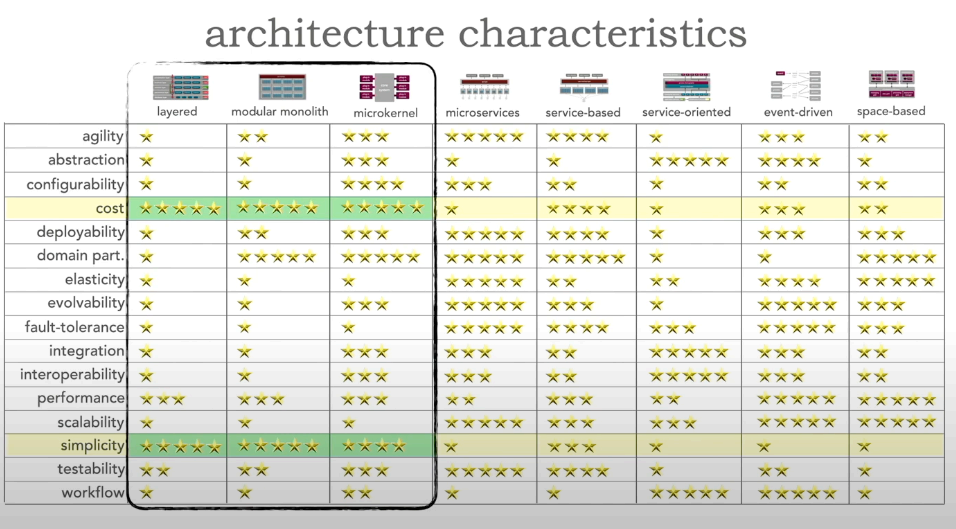 architecture characteristics
layered modular monolith microkernel microservices service-based service-oriented event-driven space-based
agility
abstraction
configurability
cost
deployability
domain part.
elasticity
evolvability
fault-tolerance
integration
interoperability
performance
scalability
simplicity
testability
workflow